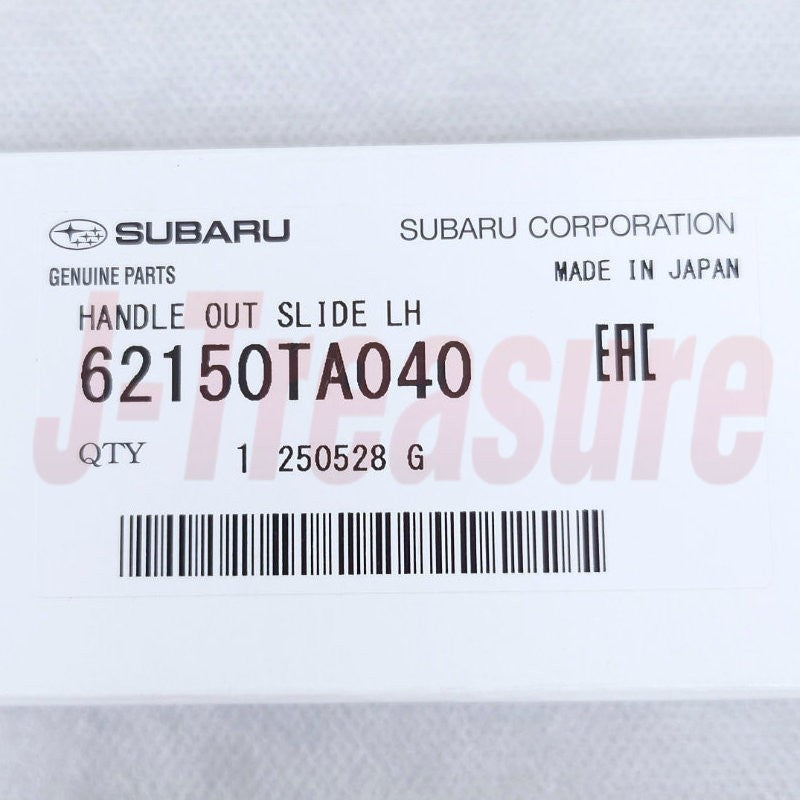 SUBARU SUBARU CORPORATION
GENUINE PARTS MADE IN JAPAN
HANDLE OUT SLIDE LH
62150TA040 EAC
QTY 1 250528 G
J-Treasure